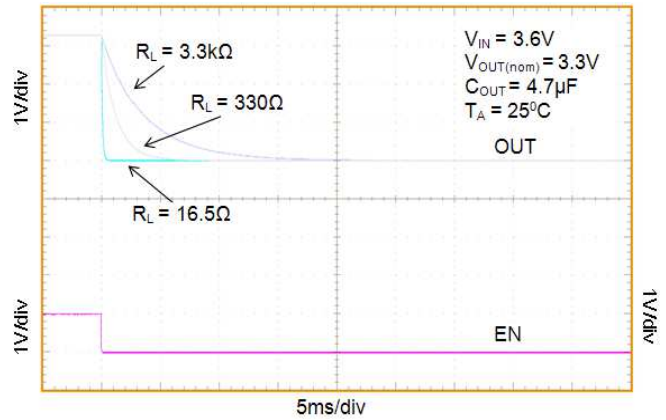 R_L = 3.3kΩ
R_L = 330Ω
R_L = 16.5Ω
V_IN = 3.6V
V_OUT(nom) = 3.3V
C_OUT = 4.7µF
T_A = 25⁰C
OUT
EN
1V/div
1V/div
1V/div
5ms/div